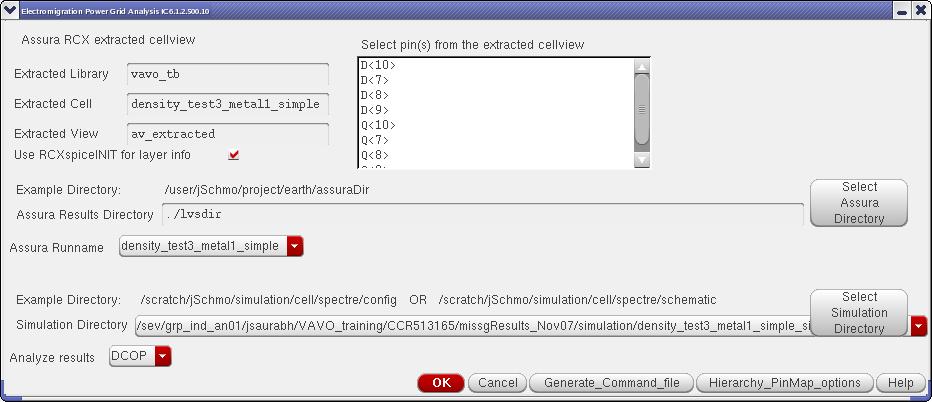 Electromigration Power Grid Analysis IC6.1.2.500.10
Assura RCX extracted cellview
Select pin(s) from the extracted cellview
Extracted Library
vavo_tb
Extracted Cell
density_test3_metal1_simple
Extracted View
av_extracted
D<10>
D<7>
D<8>
D<9>
Q<10>
Q<7>
Q<8>
Use RCXspiceINIT for layer info
Example Directory: /user/jSchmo/project/earth/assuraDir
Assura Results Directory ./lvsdir
Select
Assura
Directory
Assura Runname density_test3_metal1_simple
Example Directory: /scratch/jSchmo/simulation/cell/spectre/config OR /scratch/jSchmo/simulation/cell/spectre/schematic
Simulation Directory /sev/grp_ind_an01/jsaurabh/VAVO_training/CCR513165/missgResults_Nov07/simulation/density_test3_metal1_simple_si
Select
Simulation
Directory
Analyze results DCOP
OK Cancel Generate_Command_file Hierarchy_PinMap_options Help